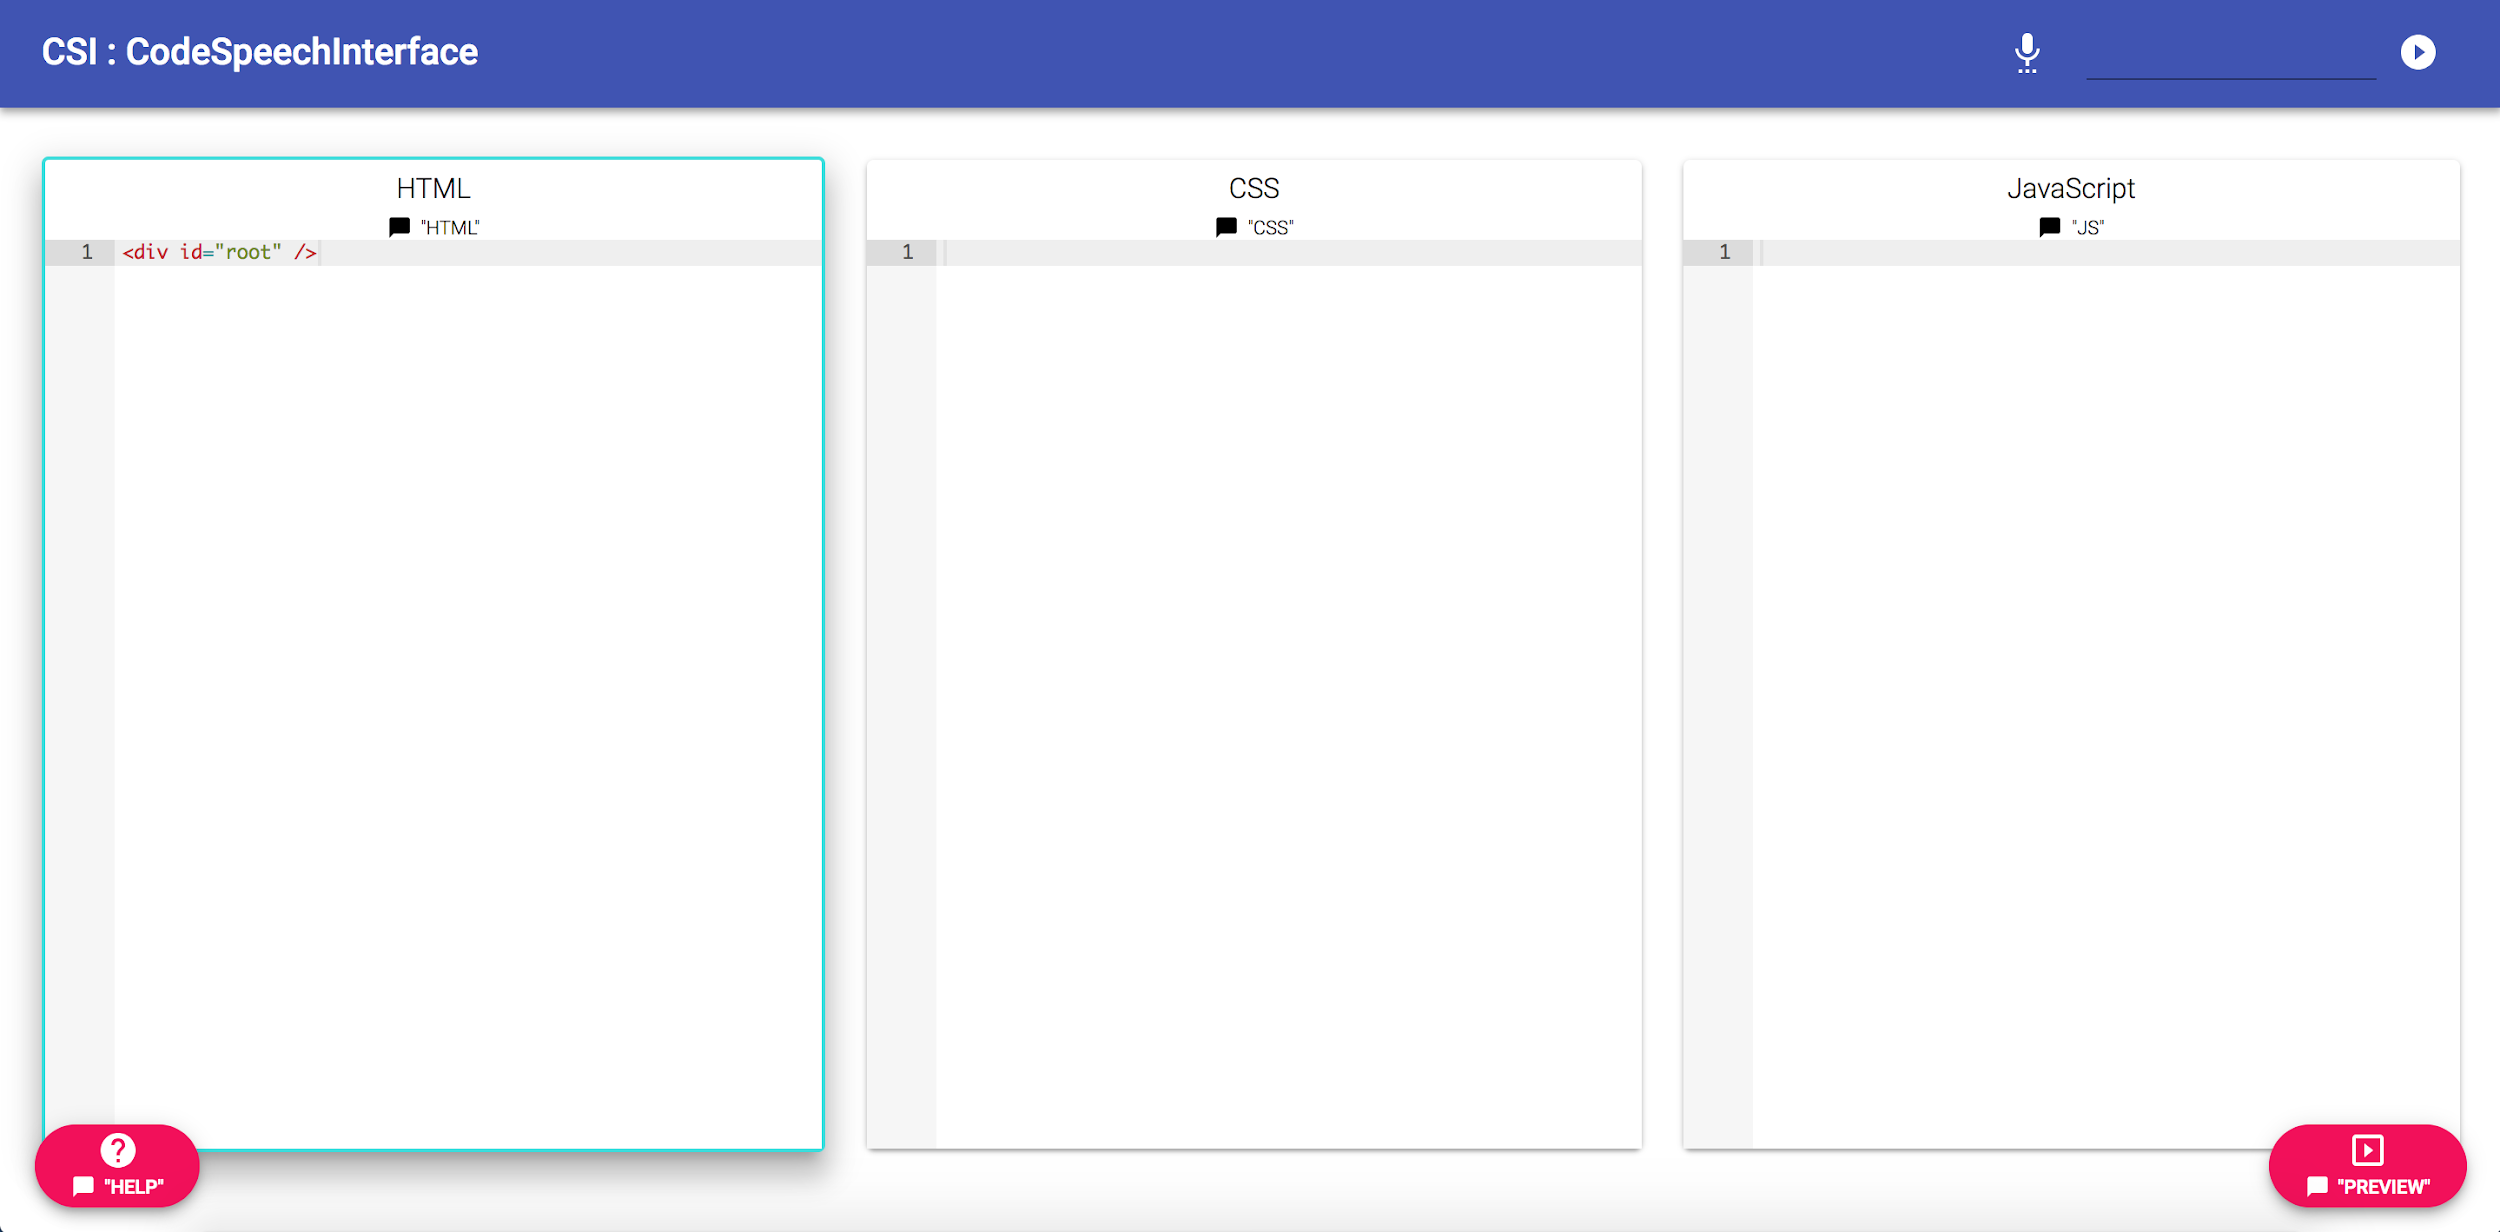 CSI : CodeSpeechInterface
HTML
"HTML"
1 <div id="root" />
CSS
"CSS"
1
JavaScript
"JS"
1
"HELP"
"PREVIEW"